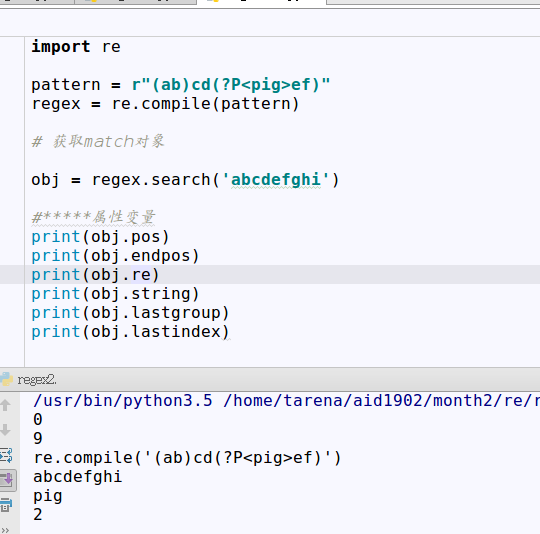 import re
pattern = r"(ab)cd(?P<pig>ef)"
regex = re.compile(pattern)
# 获取match对象
obj = regex.search('abcdefghi')
#*****属性变量
print(obj.pos)
print(obj.endpos)
print(obj.re)
print(obj.string)
print(obj.lastgroup)
print(obj.lastindex)
regex2.
/usr/bin/python3.5 /home/tarena/aid1902/month2/re/r
0
9
re.compile('(ab)cd(?P<pig>ef)')
abcdefghi
pig
2